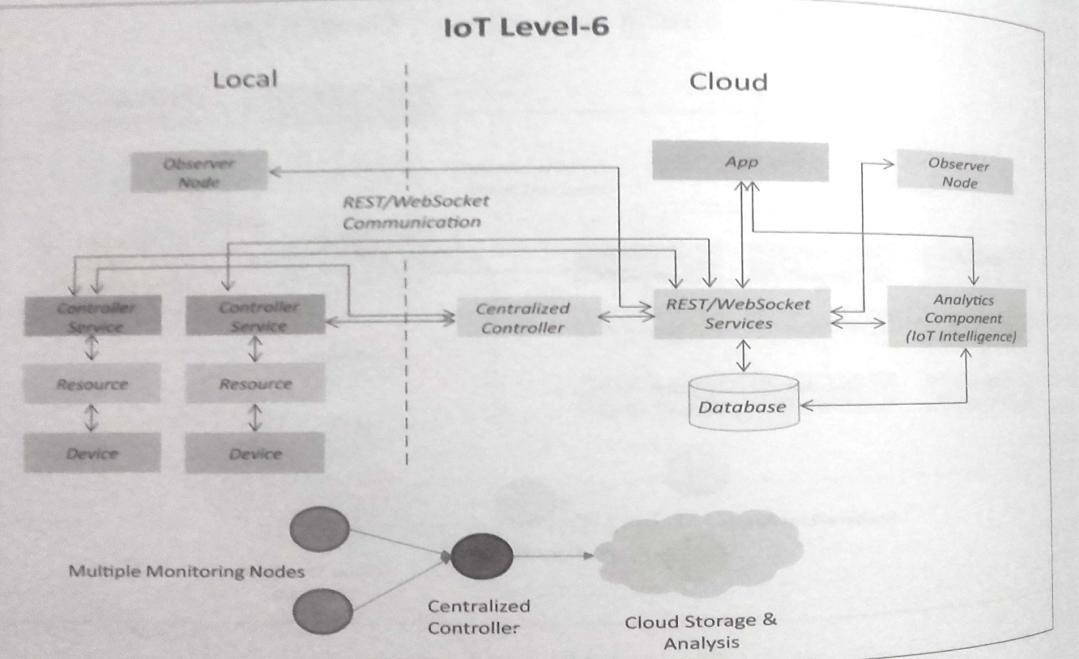 IoT Level-6
Local
Cloud
Observer
Node
App
Observer
Node
REST/WebSocket
Communication
Controller
Service
Controller
Service
Centralized
Controller
REST/WebSocket
Services
Analytics
Component
(IoT Intelligence)
Resource
Resource
Database
Device
Device
Multiple Monitoring Nodes
Centralized
Controller
Cloud Storage &
Analysis